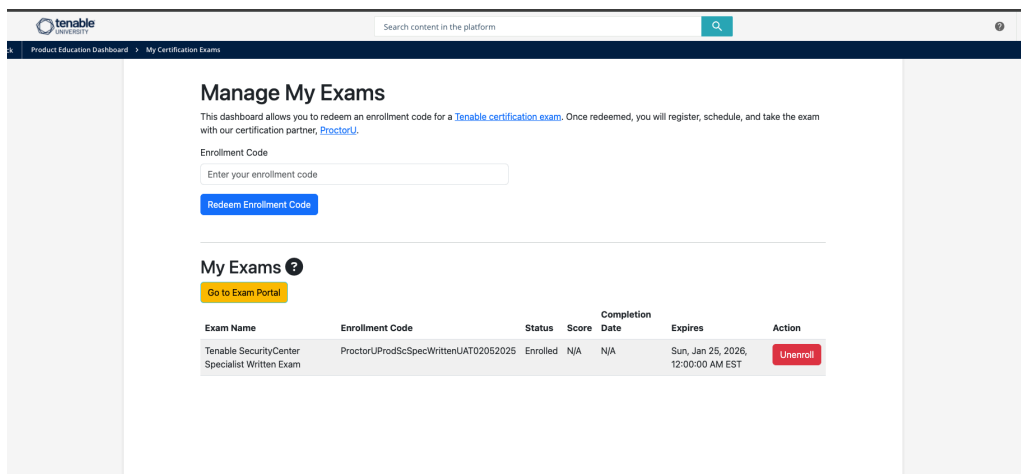 tenable
UNIVERSITY
Search content in the platform
?
ck Product Education Dashboard > My Certification Exams
Manage My Exams
This dashboard allows you to redeem an enrollment code for a Tenable certification exam. Once redeemed, you will register, schedule, and take the exam
with our certification partner, ProctorU.
Enrollment Code
Enter your enrollment code
Redeem Enrollment Code
My Exams ?
Go to Exam Portal
Exam Name Enrollment Code Status Score Completion Date Expires Action
Tenable SecurityCenter Specialist Written Exam ProctorUProdScSpecWrittenUAT02052025 Enrolled N/A N/A Sun, Jan 25, 2026, 12:00:00 AM EST Unenroll